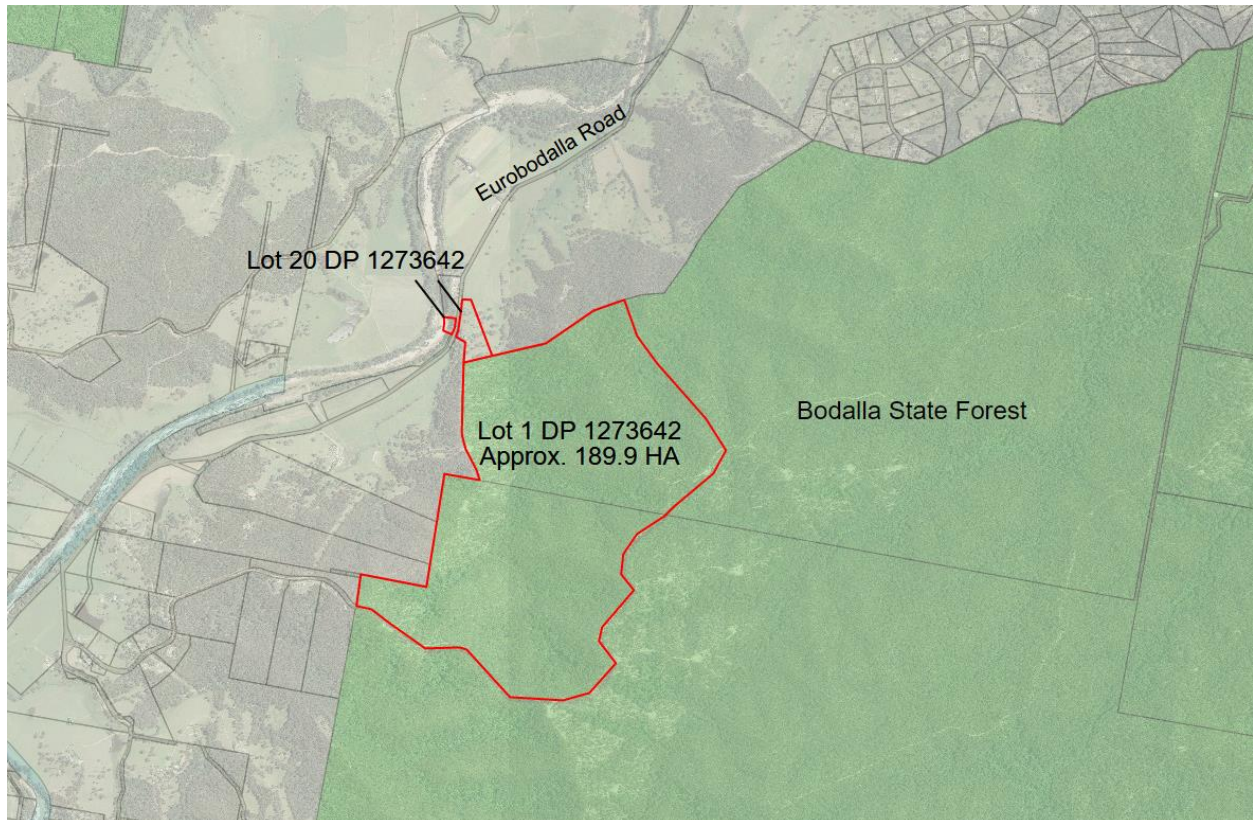 Eurobodalla Road
Lot 20 DP 1273642
Bodalla State Forest
Lot 1 DP 1273642
Approx. 189.9 HA